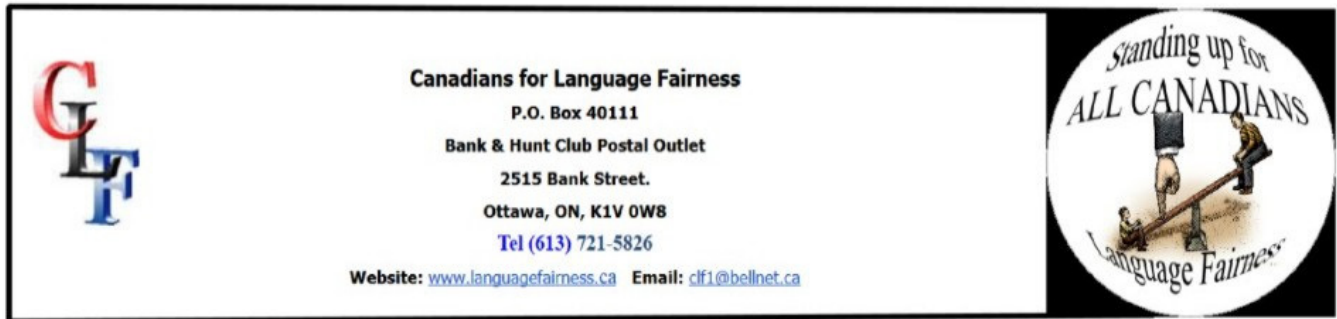 CLF
Canadians for Language Fairness
P.O. Box 40111
Bank & Hunt Club Postal Outlet
2515 Bank Street.
Ottawa, ON, K1V 0W8
Tel (613) 721-5826
Website: www.languagefairness.ca Email: clf1@bellnet.ca
Standing up for
ALL CANADIANS
Language Fairness